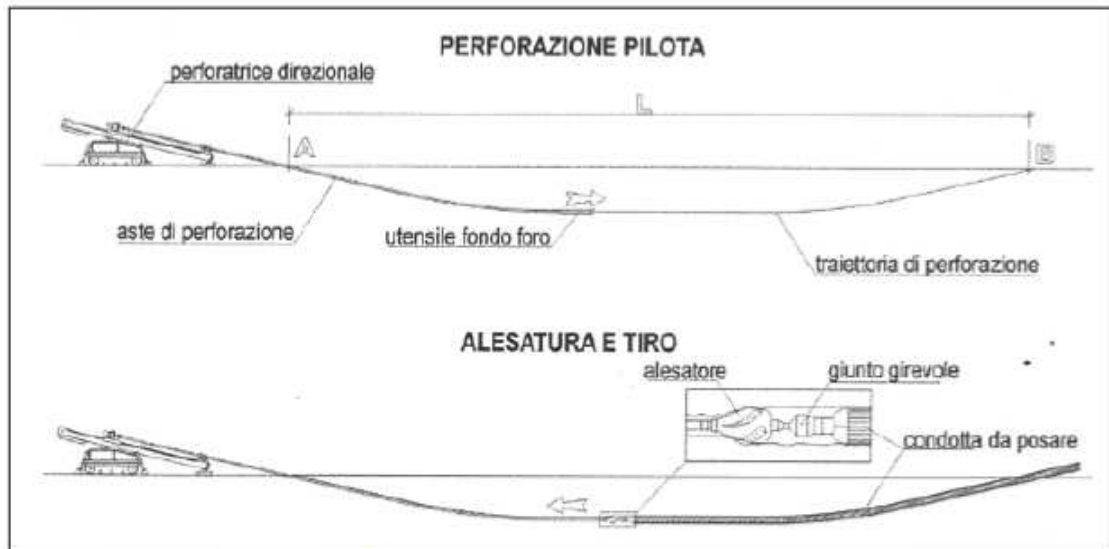 PERFORAZIONE PILOTA
perforatrice direzionale
L
A
B
aste di perforazione
utensile fondo foro
traiettoria di perforazione
ALESATURA E TIRO
alesatore
giunto girevole
condotta da posare